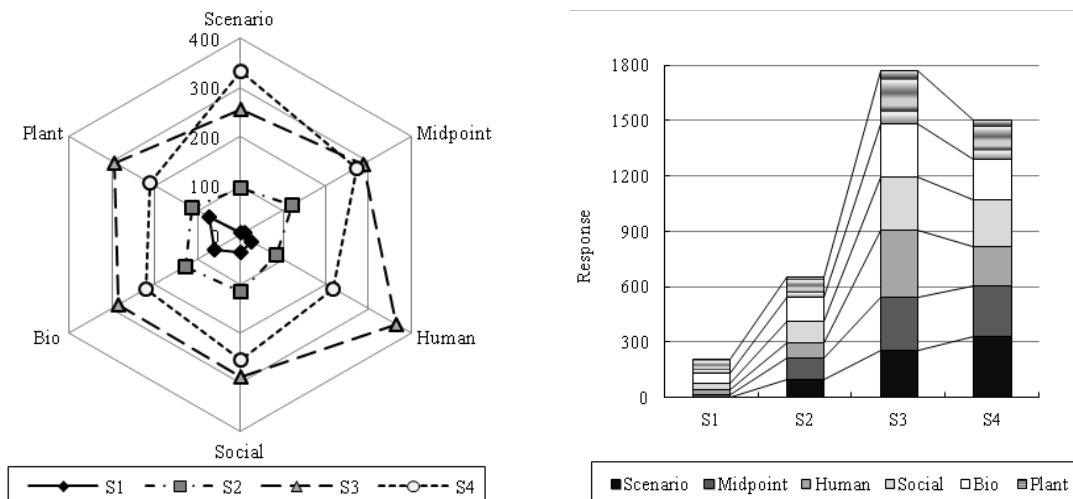 Scenario
400
300
200
100
0
Plant
Midpoint
Bio
Human
Social
S1 S2 S3 S4
1800
1500
1200
900
600
300
0
Response
S1 S2 S3 S4
Scenario Midpoint Human Social Bio Plant